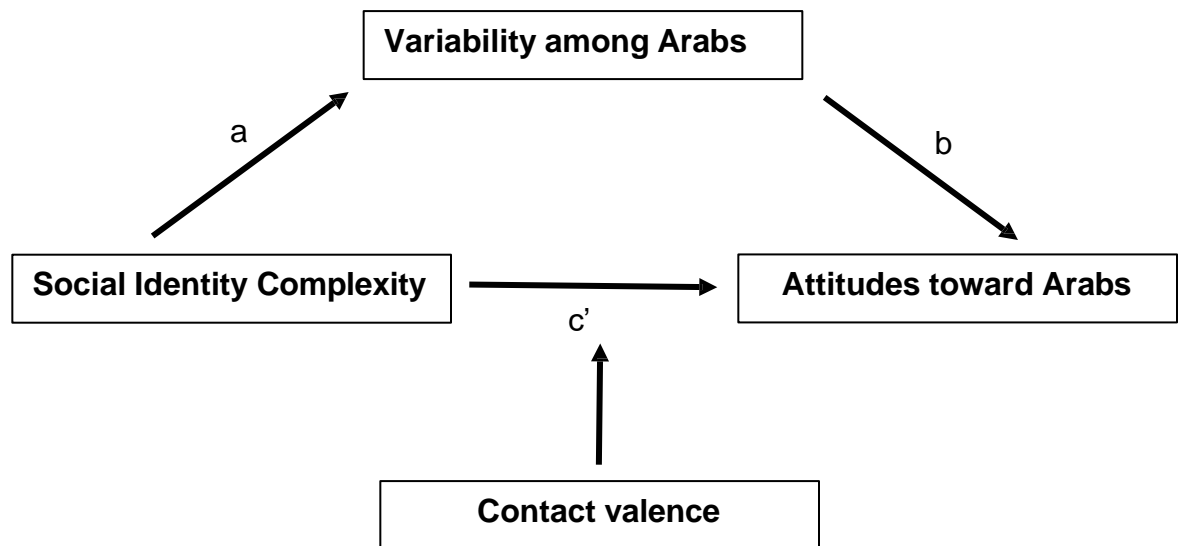 Variability among Arabs
a
b
Social Identity Complexity
Attitudes toward Arabs
c’
Contact valence